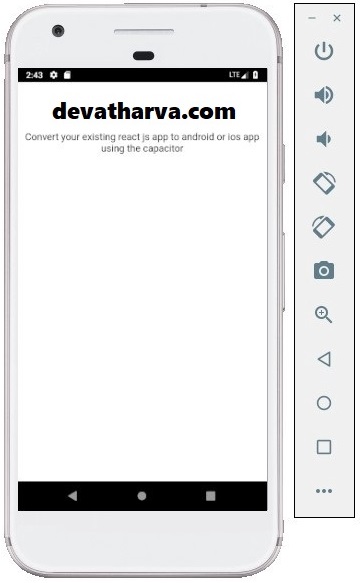 2:43 LTE
devatharva.com
Convert your existing react js app to android or ios app
using the capacitor